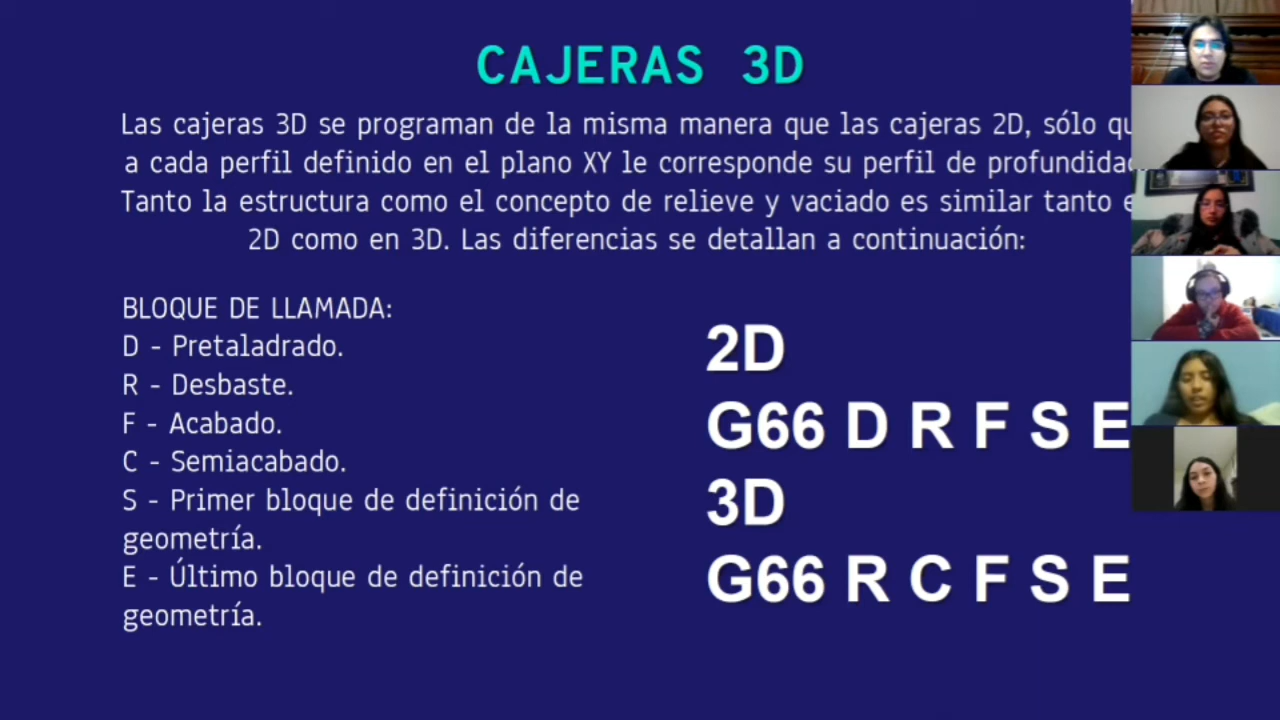 CAJERAS 3D
Las cajeras 3D se programan de la misma manera que las cajeras 2D, sólo
a cada perfil definido en el plano XY le corresponde su perfil de
Tanto la estructura como el concepto de relieve y vaciado es similar tanto
2D como en 3D. Las diferencias se detallan a continuación:
BLOQUE DE LLAMADA:
D - Pretaladrado.
R - Desbaste.
F - Acabado.
C - Semiacabado.
S - Primer bloque de definición de
geometría.
E - Último bloque de definición de
geometría.
2D
G66 D R F S E
3D
G66 R C F S E